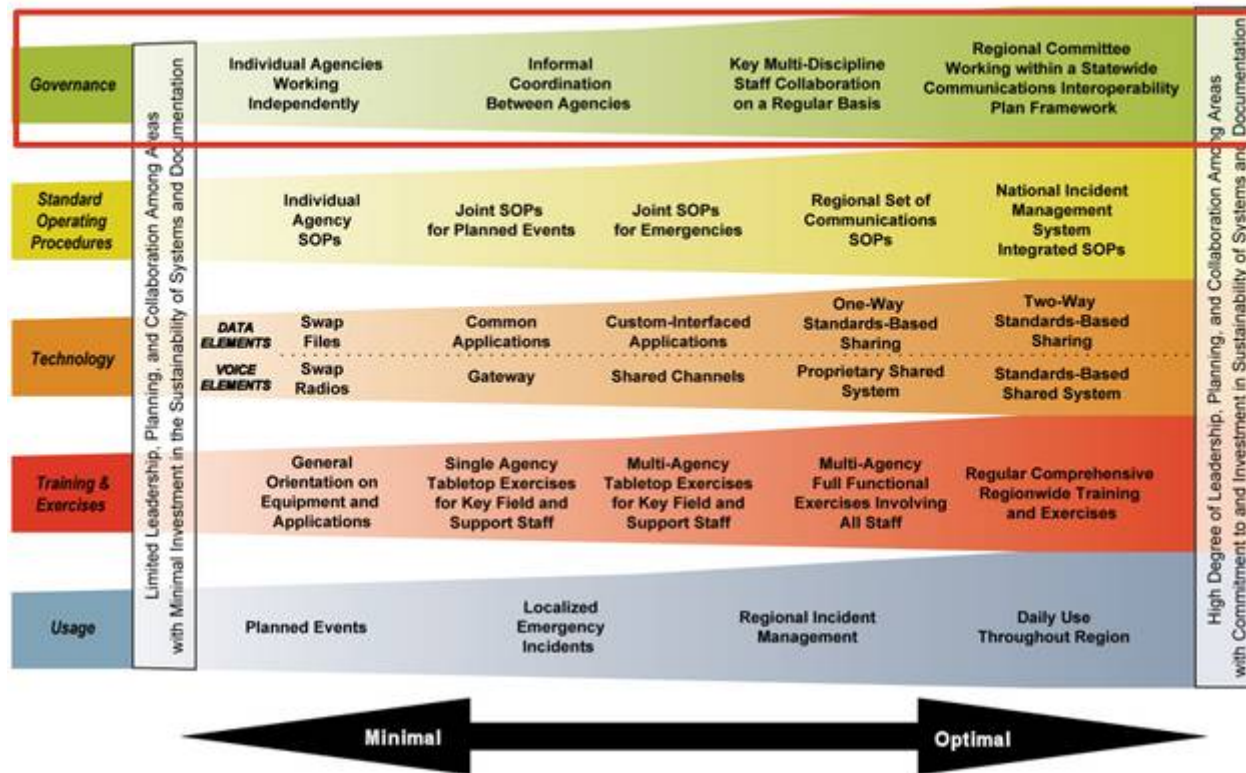 Governance
Individual Agencies
Working
Independently
Informal
Coordination
Between Agencies
Key Multi-Discipline
Staff Collaboration
on a Regular Basis
Regional Committee
Working within a Statewide
Communications Interoperability
Plan Framework
Standard
Operating
Procedures
Individual
Agency
SOPs
Joint SOPs
for Planned Events
Joint SOPs
for Emergencies
Regional Set of
Communications
SOPs
National Incident
Management
System
Integrated SOPs
Technology
DATA
ELEMENTS
Swap
Files
Common
Applications
Custom-Interfaced
Applications
One-Way
Standards-Based
Sharing
Two-Way
Standards-Based
Sharing
VOICE
ELEMENTS
Swap
Radios
Gateway
Shared Channels
Proprietary Shared
System
Standards-Based
Shared System
Training &
Exercises
General
Orientation on
Equipment and
Applications
Single Agency
Tabletop Exercises
for Key Field and
Support Staff
Multi-Agency
Tabletop Exercises
for Key Field and
Support Staff
Multi-Agency
Full Functional
Exercises Involving
All Staff
Regular Comprehensive
Regionwide Training
and Exercises
Usage
Planned Events
Localized
Emergency
Incidents
Regional Incident
Management
Daily Use
Throughout Region
Limited Leadership, Planning, and Collaboration Among Areas
with Minimal Investment in the Sustainability of Systems and Documentation
High Degree of Leadership, Planning, and Collaboration Among Areas
with Commitment to and Investment in Sustainability of Systems and Documentation
Minimal
Optimal